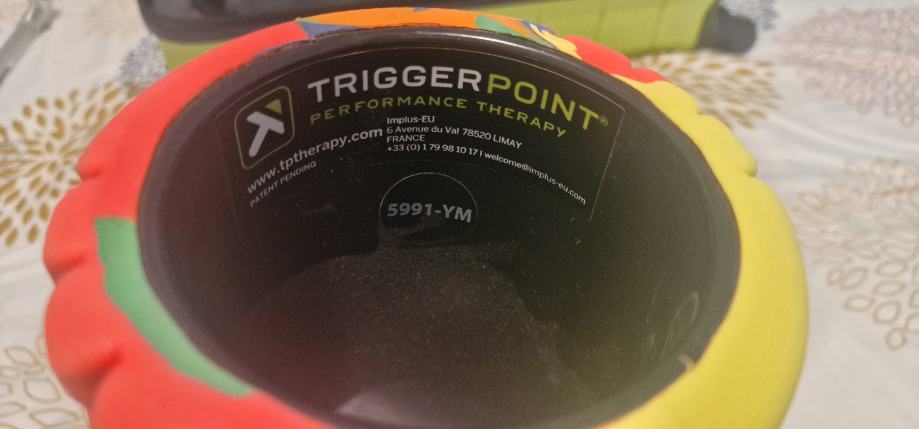 TRIGGERPOINT®
PERFORMANCE THERAPY
Implus-EU
6 Avenue du Val 78520 LIMAY
FRANCE
+33 (0) 1 79 98 10 17 | welcome@implus-eu.com
www.tptherapy.com
PATENT PENDING
5991-YM